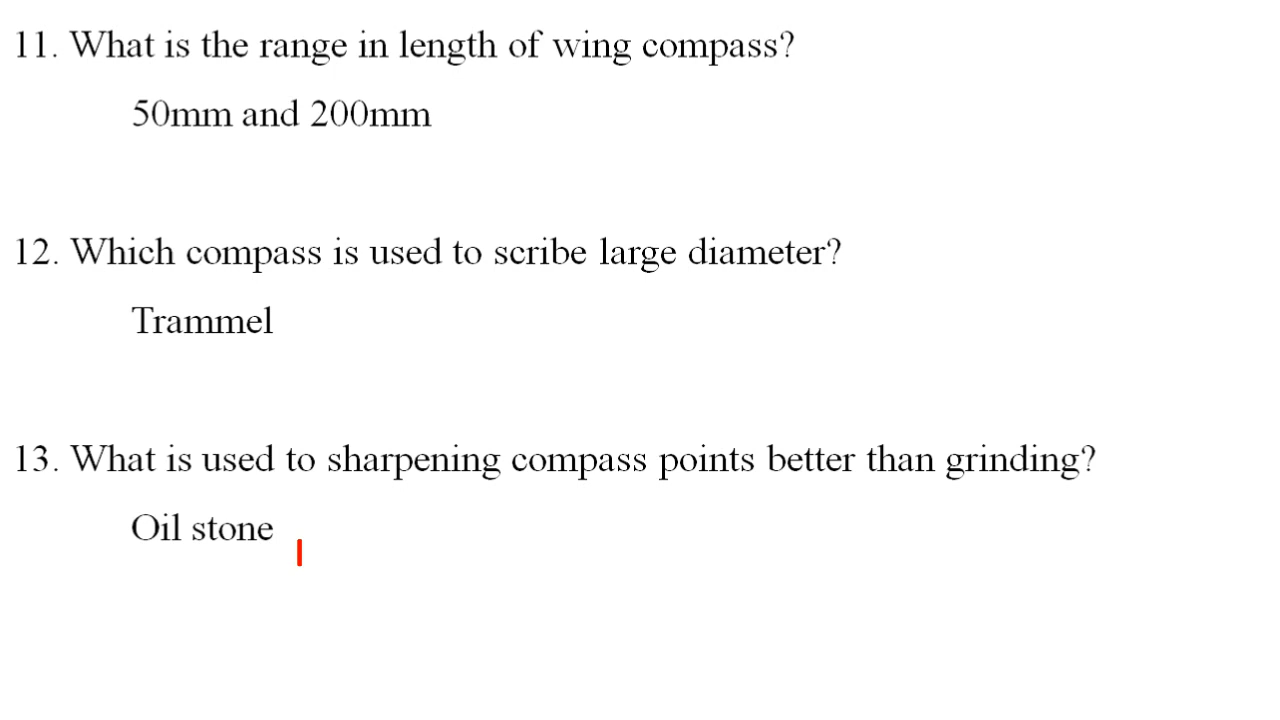 11. What is the range in length of wing compass?
50mm and 200mm
12. Which compass is used to scribe large diameter?
Trammel
13. What is used to sharpening compass points better than grinding?
Oil stone